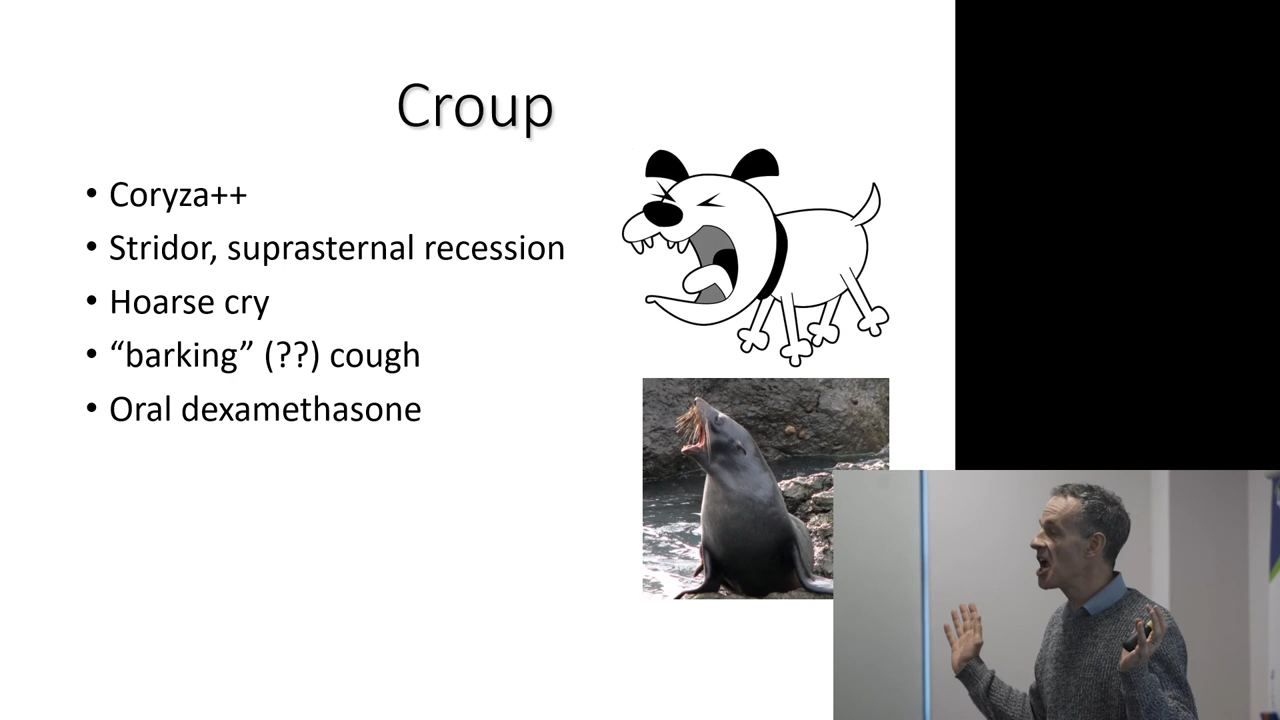 Croup
• Coryza++
• Stridor, suprasternal recession
• Hoarse cry
• “barking” (??) cough
• Oral dexamethasone